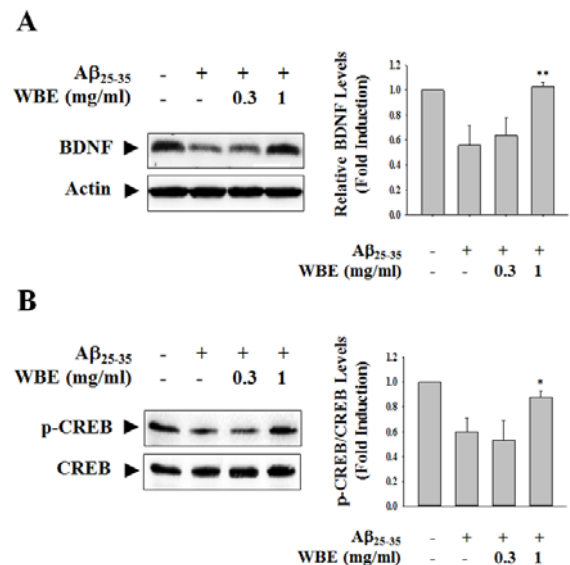 A
Aβ25-35 - + + +
WBE (mg/ml) - - 0.3 1
BDNF
Actin
Relative BDNF Levels
(Fold Induction)
1.2
1.0
0.8
0.6
0.4
0.2
0.0
**
Aβ25-35 - + + +
WBE (mg/ml) - - 0.3 1
B
Aβ25-35 - + + +
WBE (mg/ml) - - 0.3 1
p-CREB
CREB
p-CREB/CREB Levels
(Fold Induction)
1.2
1.0
0.8
0.6
0.4
0.2
0.0
*
Aβ25-35 - + + +
WBE (mg/ml) - - 0.3 1